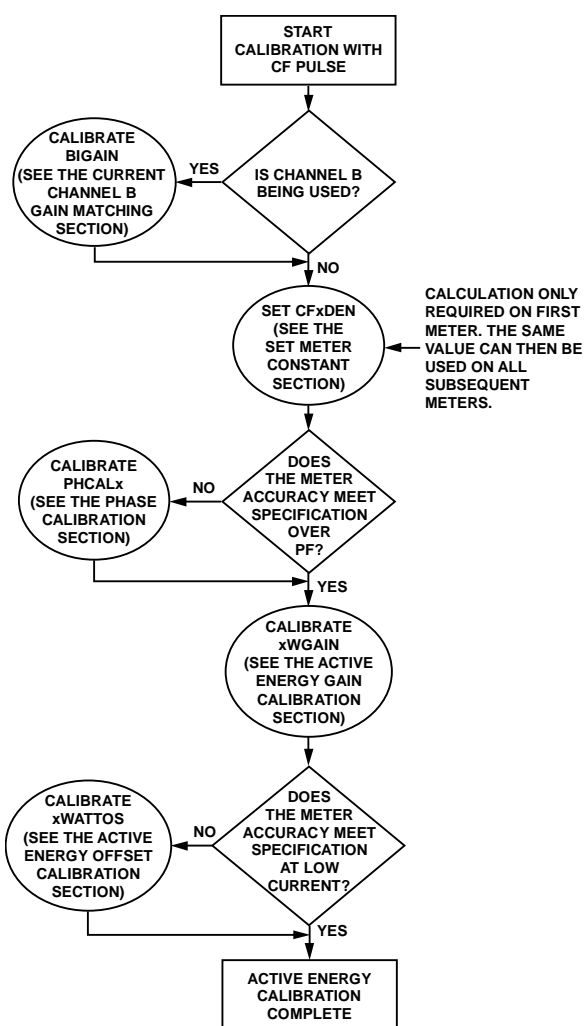 START
CALIBRATION WITH
CF PULSE
CALIBRATE
BIGAIN
(SEE THE CURRENT
CHANNEL B
GAIN MATCHING
SECTION)
YES
IS CHANNEL B
BEING USED?
NO
SET CFxDEN
(SEE THE
SET METER
CONSTANT
SECTION)
CALCULATION ONLY
REQUIRED ON FIRST
METER. THE SAME
VALUE CAN THEN BE
USED ON ALL
SUBSEQUENT
METERS.
CALIBRATE
PHCALx
(SEE THE PHASE
CALIBRATION
SECTION)
NO
DOES
THE METER
ACCURACY MEET
SPECIFICATION
OVER
PF?
YES
CALIBRATE
xWGAIN
(SEE THE ACTIVE
ENERGY GAIN
CALIBRATION
SECTION)
CALIBRATE
xWATTOS
(SEE THE ACTIVE
ENERGY OFFSET
CALIBRATION
SECTION)
NO
DOES
THE METER
ACCURACY MEET
SPECIFICATION
AT LOW
CURRENT?
YES
ACTIVE ENERGY
CALIBRATION
COMPLETE